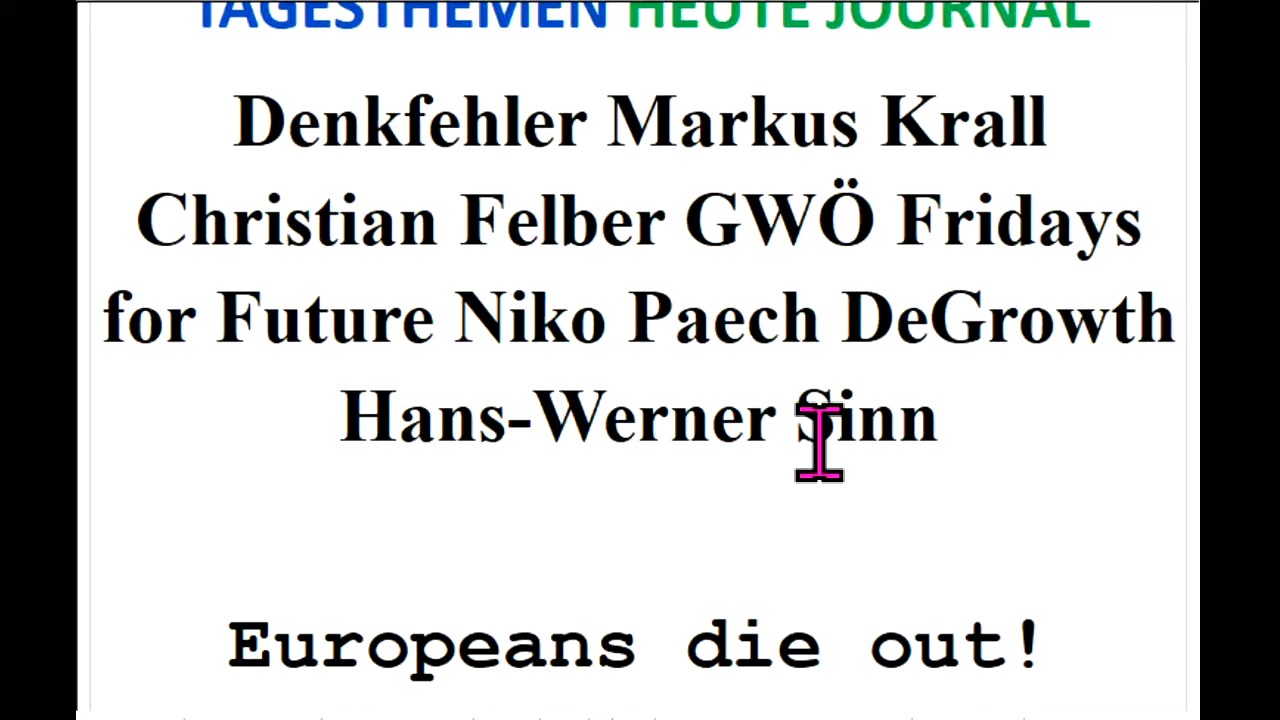 TAGESTHEMEN HEUTE JOURNAL
Denkfehler Markus Krall
Christian Felber GWÖ Fridays
for Future Niko Paech DeGrowth
Hans-Werner Sinn
Europeans die out!